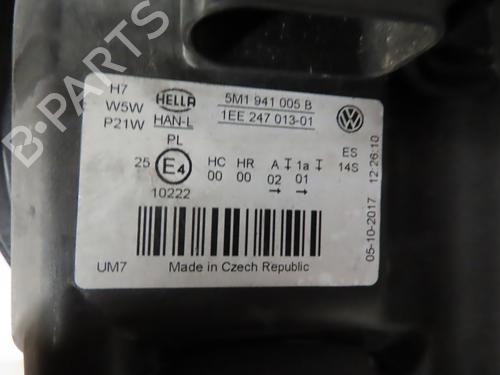 H7
W5W
P21W
HELLA
HAN-L
PL
5M1 941 005 B
1EE 247 013-01
25 E4
10222
HC HR A 1a
00 00 02 01
→ →
ES
14S
05-10-2017 12:26:10
UM7
Made in Czech Republic